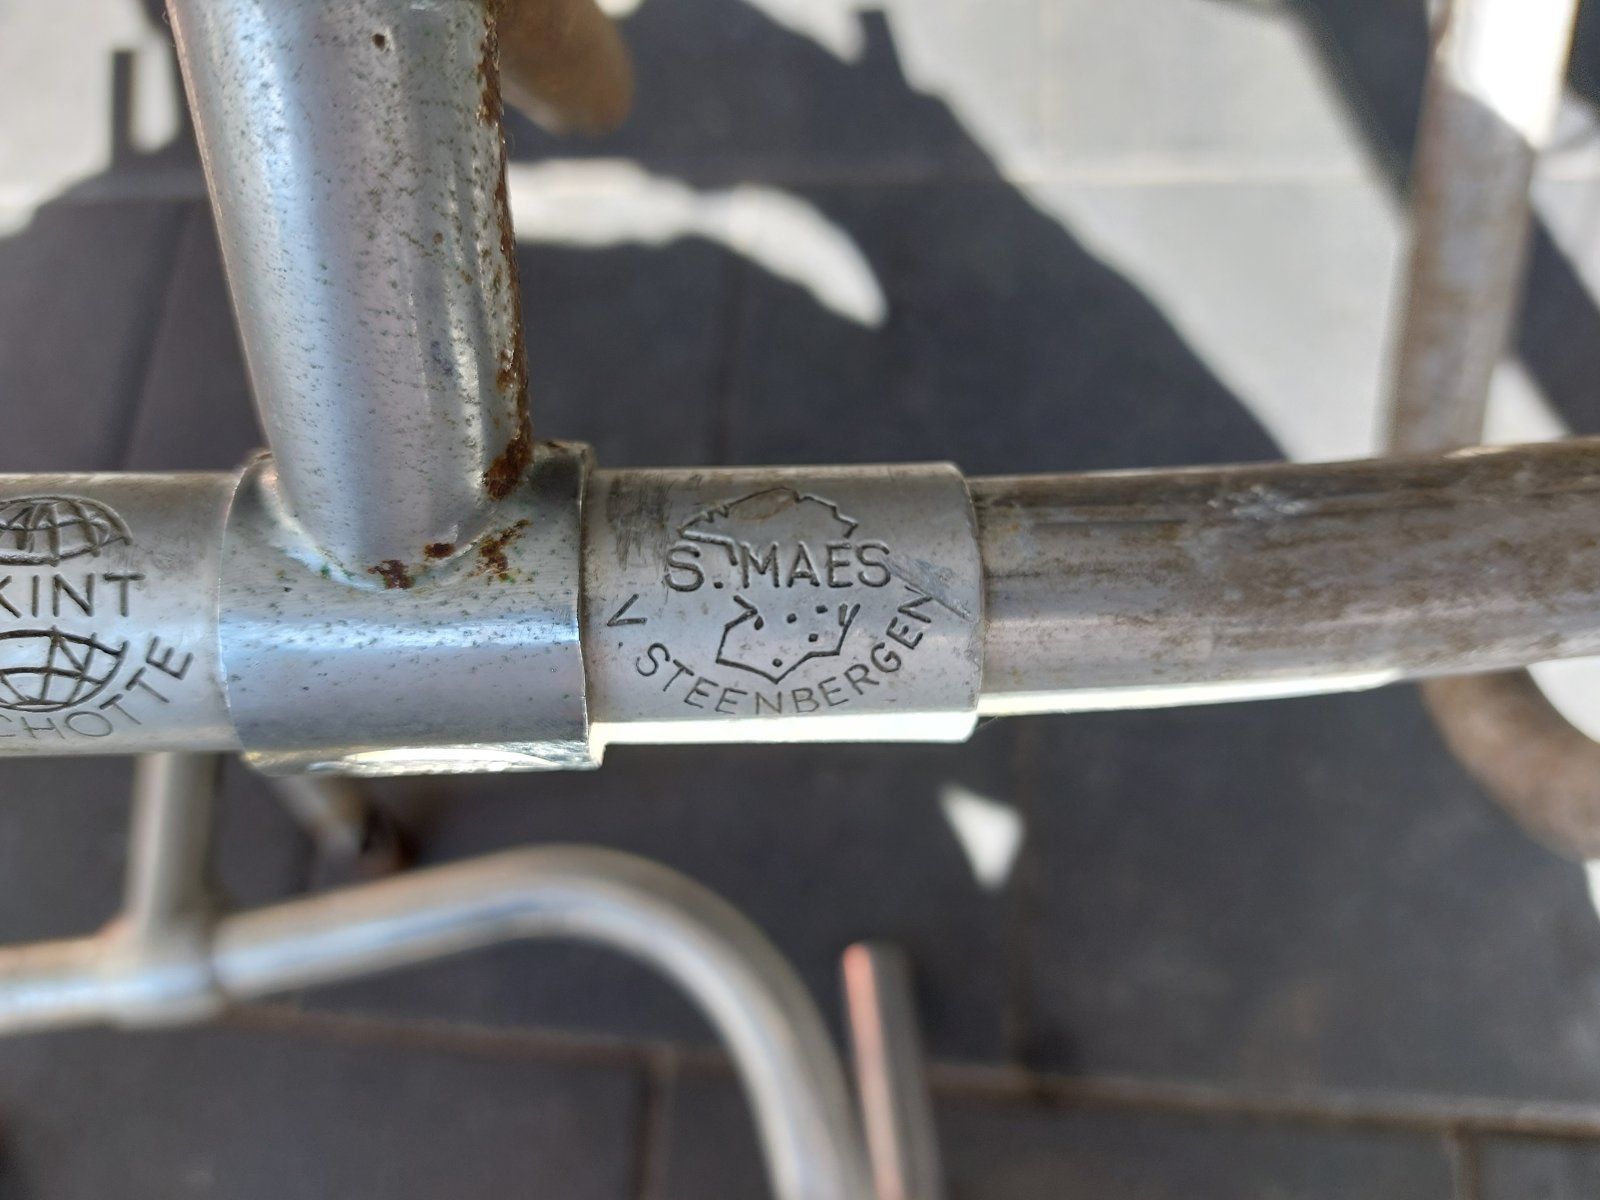 KINT
CHOTTE
S. MAES
V. STEENBERGEN